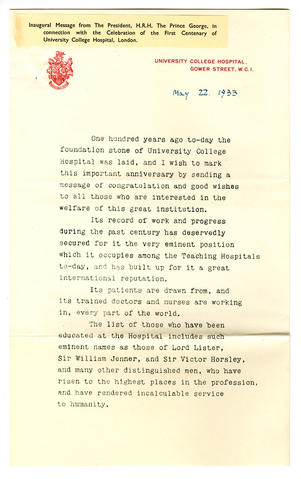 Inaugural Message from The President, H.R.H. The Prince George, in
connection with the Celebration of the First Centenary of
University College Hospital, London.
UNIVERSITY COLLEGE HOSPITAL,
GOWER STREET, W.C.1.
May 22. 1933
One hundred years ago to-day the
foundation stone of University College
Hospital was laid, and I wish to mark
this important anniversary by sending a
message of congratulation and good wishes
to all those who are interested in the
welfare of this great institution.
Its record of work and progress
during the past century has deservedly
secured for it the very eminent position
which it occupies among the Teaching Hospitals
to-day, and has built up for it a great
international reputation.
Its patients are drawn from, and
its trained doctors and nurses are working
in, every part of the world.
The list of those who have been
educated at the Hospital includes such
eminent names as those of Lord Lister,
Sir William Jenner, and Sir Victor Horsley,
and many other distinguished men, who have
risen to the highest places in the profession,
and have rendered incalculable service
to humanity.